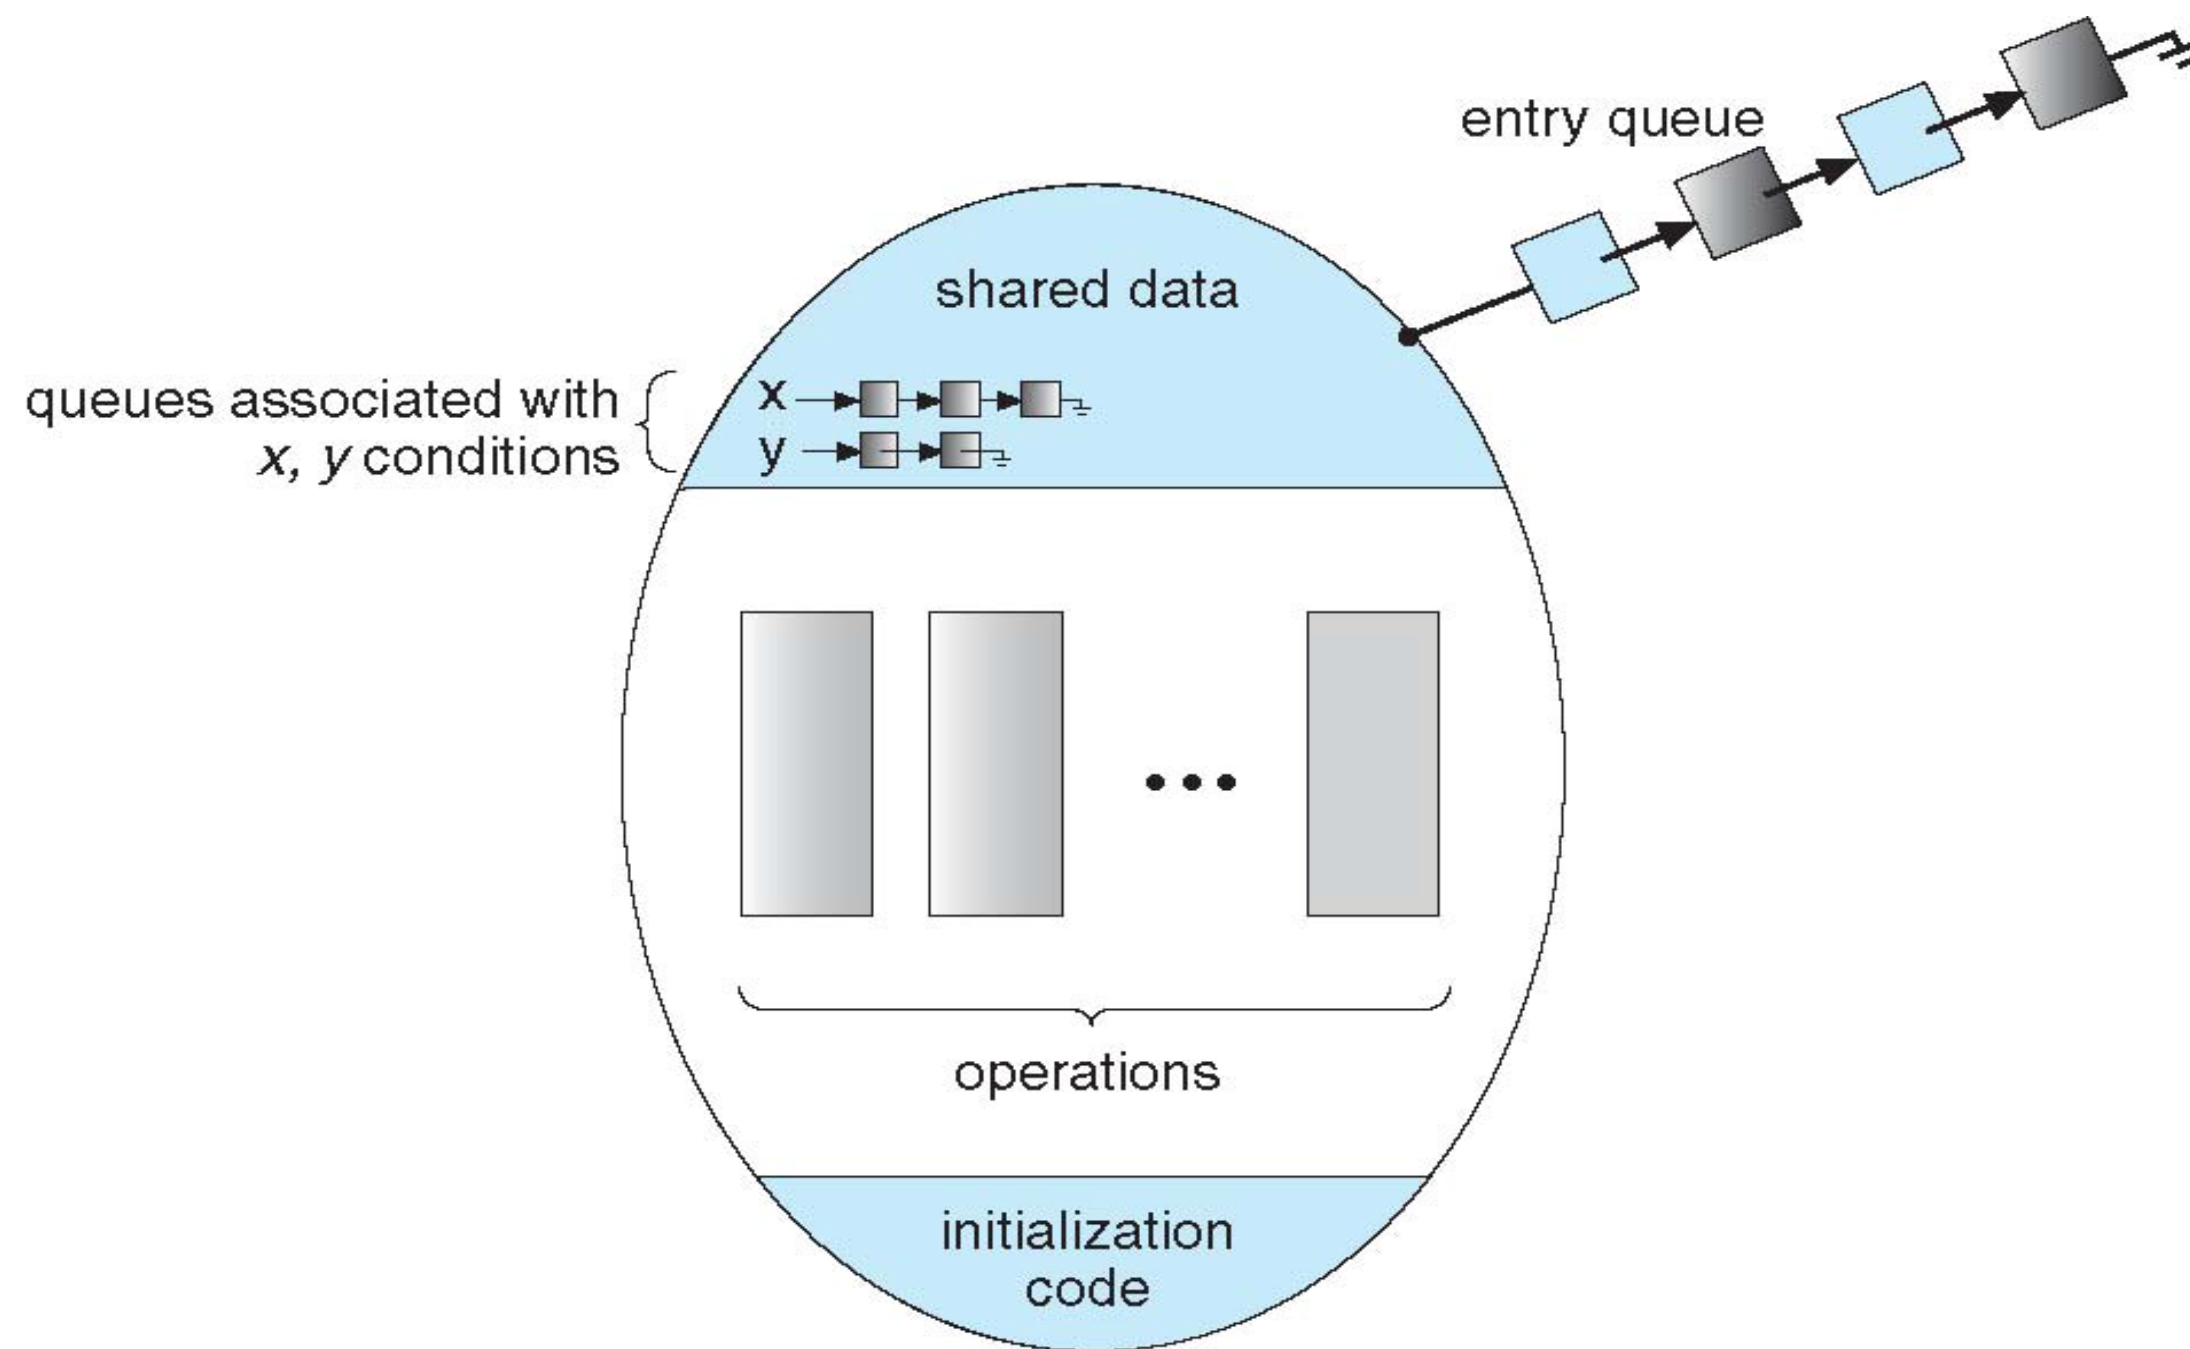 entry queue
shared data
queues associated with
x, y conditions
x
y
operations
initialization
code